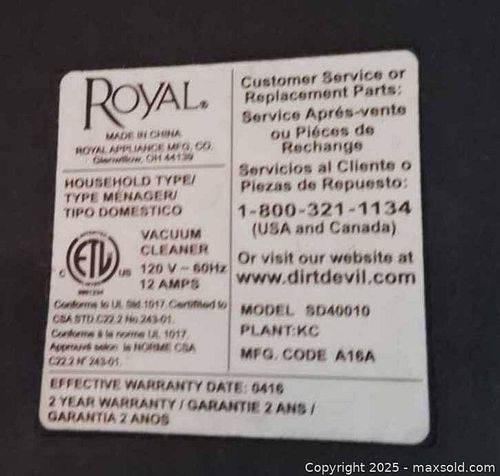 ROYAL®
MADE IN CHINA
ROYAL APPLIANCE MFG. CO.
Glenwillow, OH 44139
HOUSEHOLD TYPE/
TYPE MÉNAGER/
TIPO DOMESTICO
ETL
C
US
VACUUM
CLEANER
120 V ~ 60Hz
12 AMPS
Conforms to UL Std.1017. Certified to
CSA STD C22.2 No.243-01.
Conforme à la norme UL 1017.
Approuvé selon la NORME CSA
C22.2 Nº 243-01.
Customer Service or
Replacement Parts:
Service Aprés-vente
ou Piéces de
Rechange
Servicios al Cliente o
Piezas de Repuesto:
1-800-321-1134
(USA and Canada)
Or visit our website at
www.dirtdevil.com
MODEL SD40010
PLANT:KC
MFG. CODE A16A
EFFECTIVE WARRANTY DATE: 0416
2 YEAR WARRANTY / GARANTIE 2 ANS /
GARANTIA 2 ANOS
Copyright © 2025 - maxsold.com